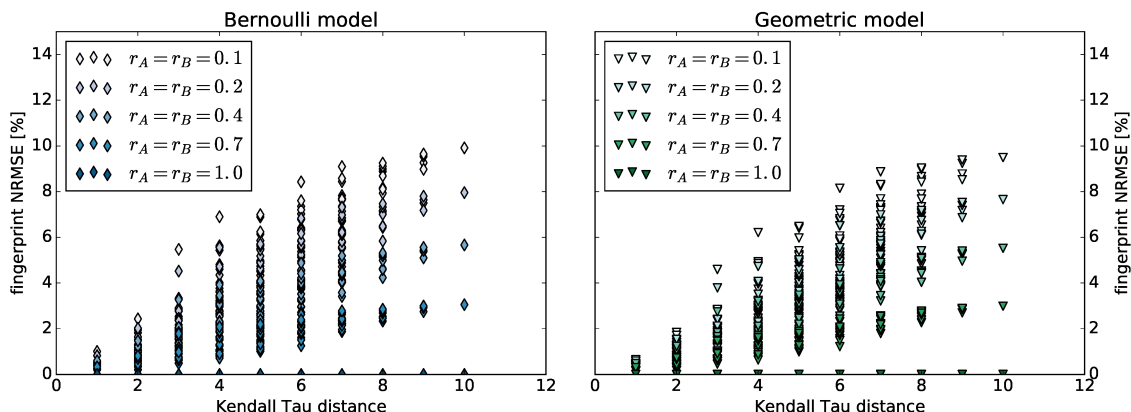 Bernoulli model
fingerprint NRMSE [%]
14
12
10
8
6
4
2
0
r_A = r_B = 0.1
r_A = r_B = 0.2
r_A = r_B = 0.4
r_A = r_B = 0.7
r_A = r_B = 1.0
0 2 4 6 8 10 12
Kendall Tau distance
Geometric model
r_A = r_B = 0.1
r_A = r_B = 0.2
r_A = r_B = 0.4
r_A = r_B = 0.7
r_A = r_B = 1.0
14
12
10
8
6
4
2
0
fingerprint NRMSE [%]
0 2 4 6 8 10 12
Kendall Tau distance